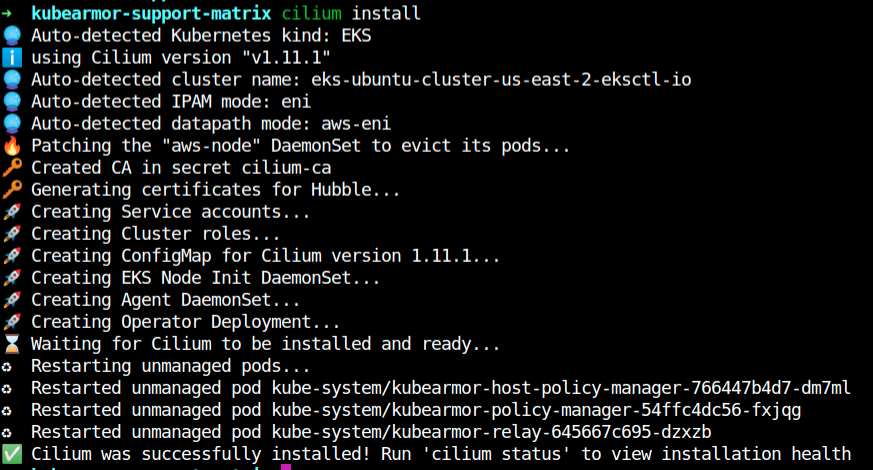 → kubearmor-support-matrix cilium install
🔮 Auto-detected Kubernetes kind: EKS
ℹ️ using Cilium version "v1.11.1"
🔮 Auto-detected cluster name: eks-ubuntu-cluster-us-east-2-eksctl-io
🔮 Auto-detected IPAM mode: eni
🔮 Auto-detected datapath mode: aws-eni
🔥 Patching the "aws-node" DaemonSet to evict its pods...
🔑 Created CA in secret cilium-ca
🔑 Generating certificates for Hubble...
🚀 Creating Service accounts...
🚀 Creating Cluster roles...
🚀 Creating ConfigMap for Cilium version 1.11.1...
🚀 Creating EKS Node Init DaemonSet...
🚀 Creating Agent DaemonSet...
🚀 Creating Operator Deployment...
⌛ Waiting for Cilium to be installed and ready...
♻ Restarting unmanaged pods...
♻ Restarted unmanaged pod kube-system/kubearmor-host-policy-manager-766447b4d7-dm7ml
♻ Restarted unmanaged pod kube-system/kubearmor-policy-manager-54ffc4dc56-fxjqg
♻ Restarted unmanaged pod kube-system/kubearmor-relay-645667c695-dzxzb
✅ Cilium was successfully installed! Run 'cilium status' to view installation health